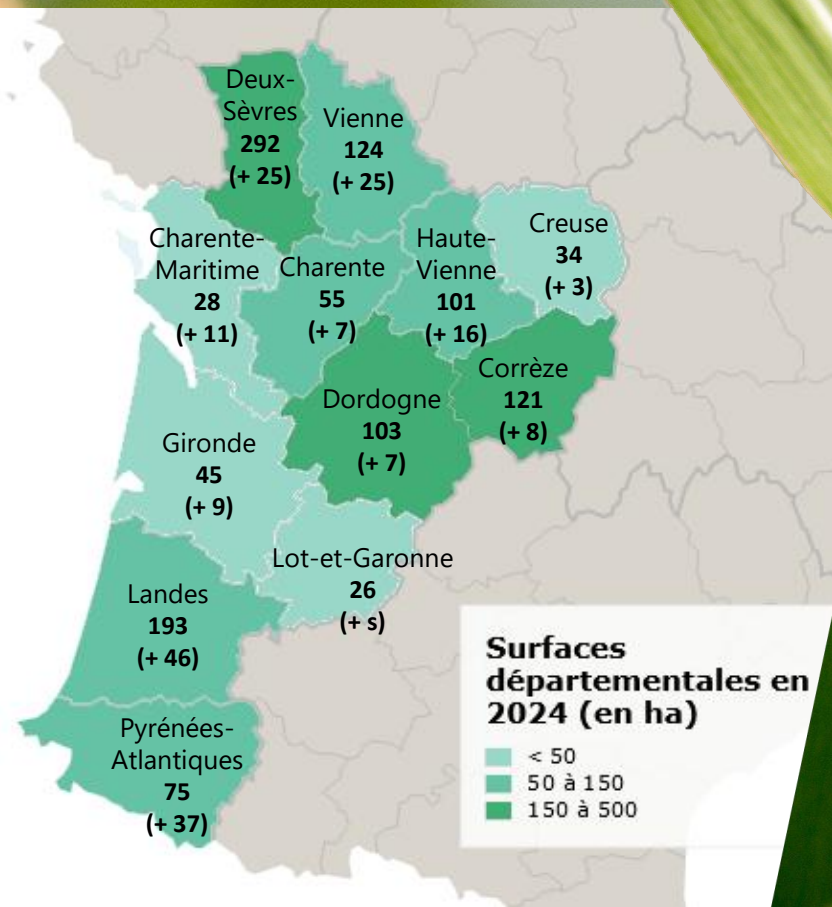 Deux-
Sèvres
292
(+ 25)
Vienne
124
(+ 25)
Charente-
Maritime
28
(+ 11)
Charente
55
(+ 7)
Haute-
Vienne
101
(+ 16)
Creuse
34
(+ 3)
Dordogne
103
(+ 7)
Corrèze
121
(+ 8)
Gironde
45
(+ 9)
Lot-et-Garonne
26
(+ s)
Landes
193
(+ 46)
Pyrénées-
Atlantiques
75
(+ 37)
Surfaces
départementales en
2024 (en ha)
< 50
50 à 150
150 à 500